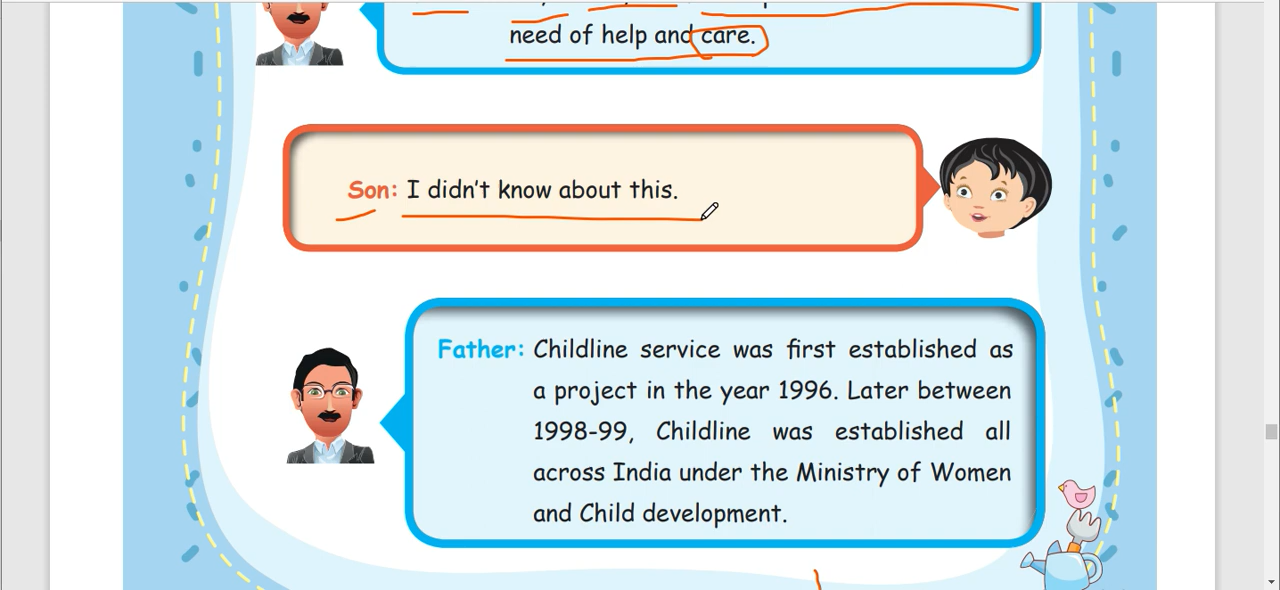 need of help and care.
Son: I didn't know about this.
Father: Childline service was first established as
a project in the year 1996. Later between
1998-99, Childline was established all
across India under the Ministry of Women
and Child development.